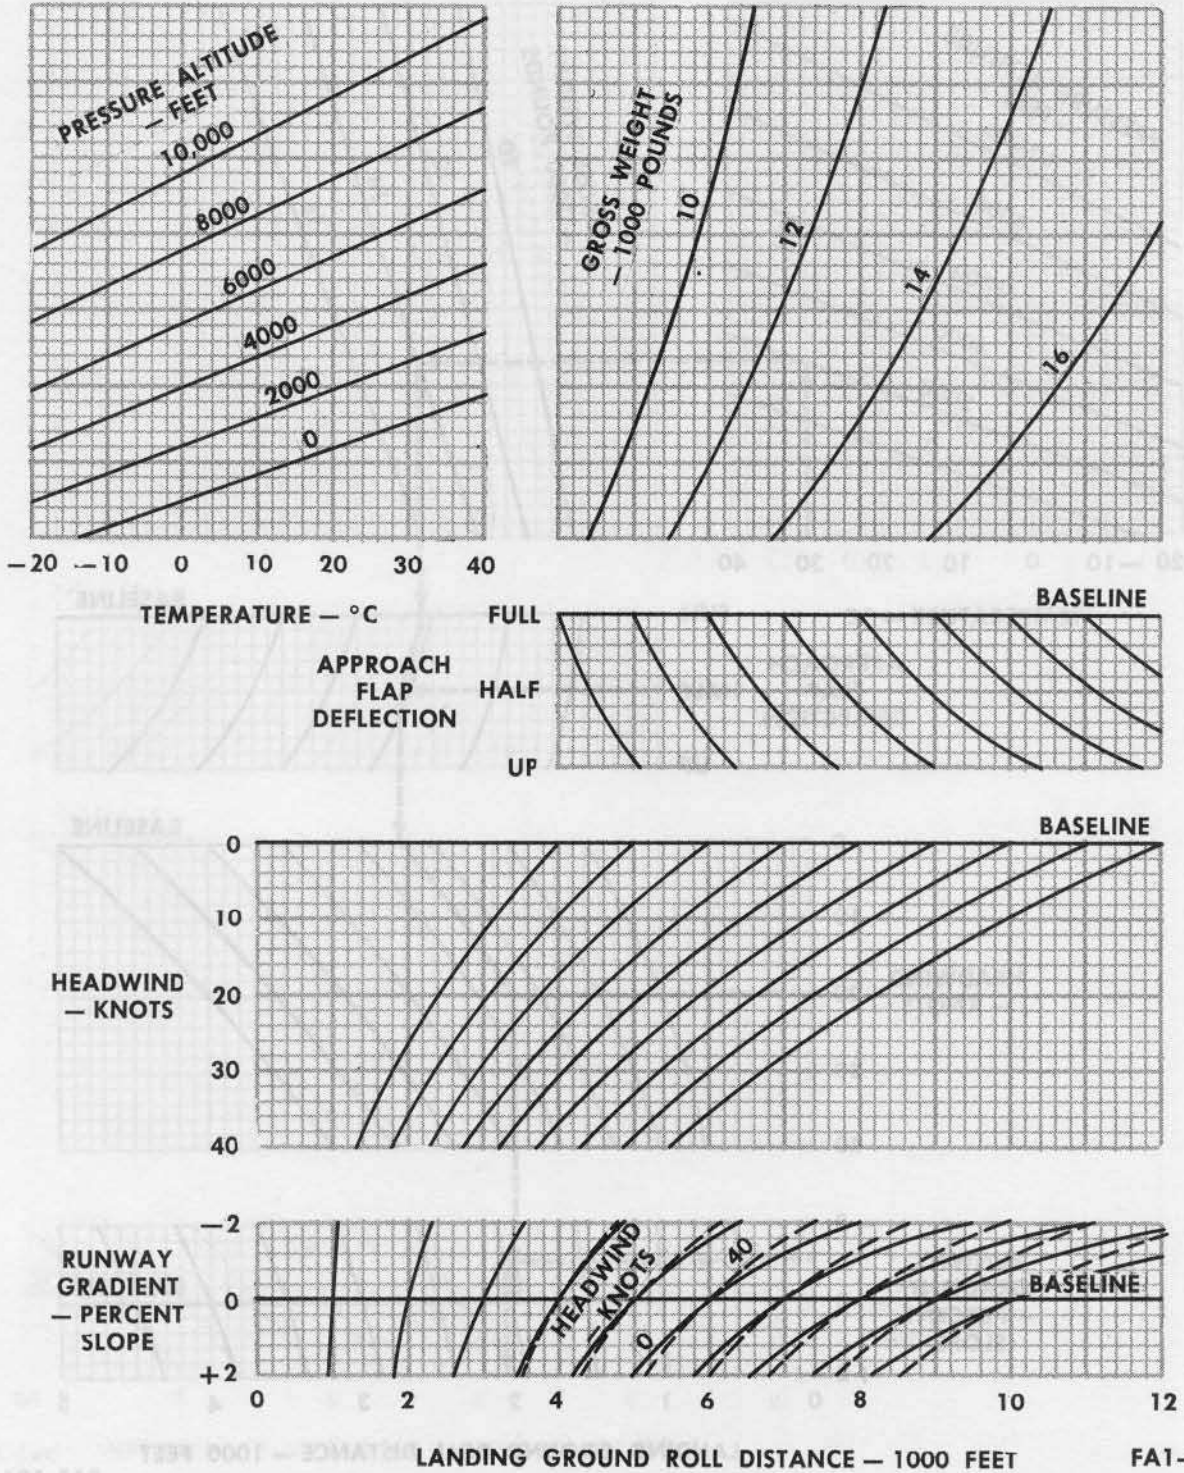 PRESSURE ALTITUDE
— FEET
10,000
8000
6000
4000
2000
0
GROSS WEIGHT
— 1000 POUNDS
10
12
14
16
−20 −10 0 10 20 30 40
TEMPERATURE — °C
BASELINE
FULL
APPROACH
FLAP
DEFLECTION
HALF
UP
BASELINE
0
10
HEADWIND
— KNOTS
20
30
40
−2
RUNWAY
GRADIENT
— PERCENT
SLOPE
0
+2
HEADWIND
— KNOTS
0
40
BASELINE
0 2 4 6 8 10 12
LANDING GROUND ROLL DISTANCE — 1000 FEET
FA1-